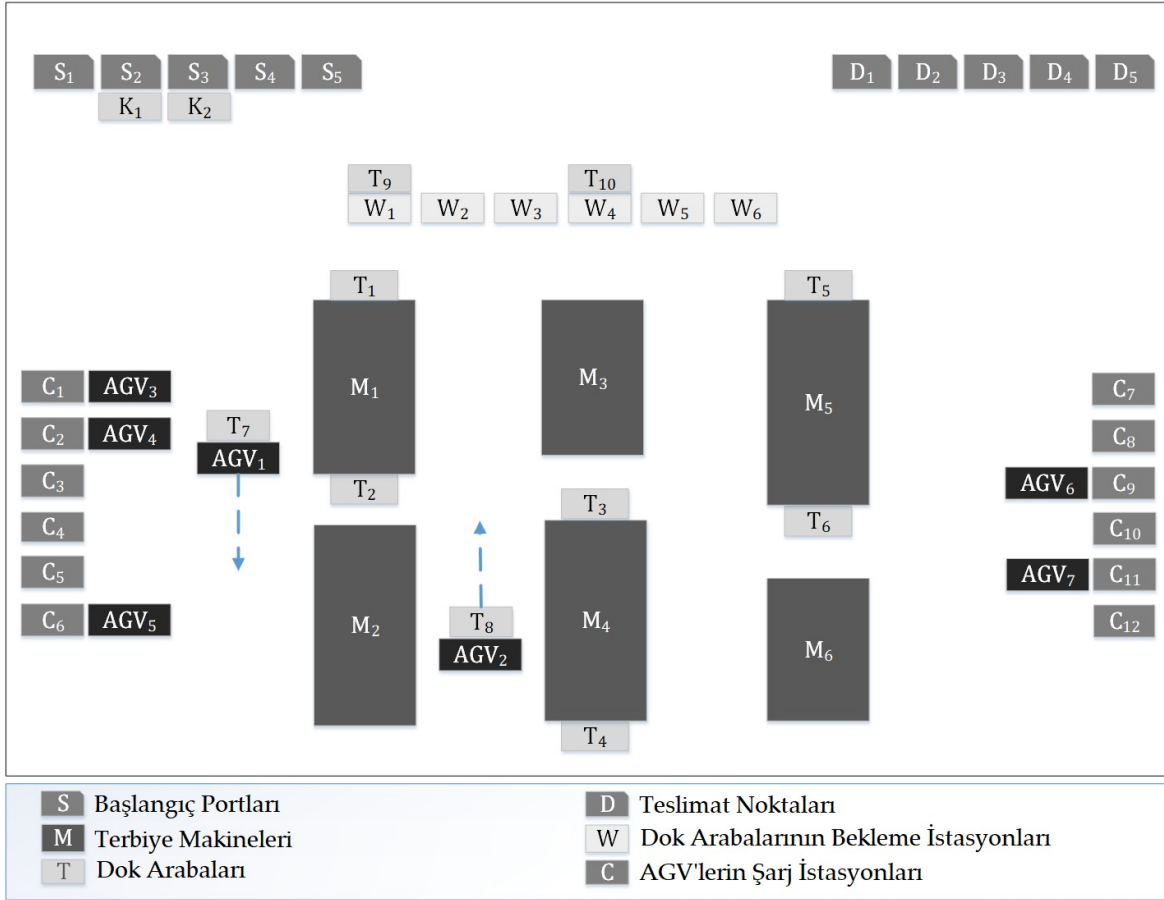 S₁ S₂ S₃ S₄ S₅ D₁ D₂ D₃ D₄ D₅
K₁ K₂
T₉ T₁₀
W₁ W₂ W₃ W₄ W₅ W₆
T₁ T₅
M₁ M₃ M₅
C₁ AGV₃ C₇
C₂ AGV₄ T₇ C₈
AGV₁
C₃ T₂ T₃ AGV₆ C₉
C₄ T₆ C₁₀
C₅ AGV₇ C₁₁
C₆ AGV₅ M₂ T₈ M₄ C₁₂
AGV₂ M₆
T₄
S Başlangıç Portları D Teslimat Noktaları
M Terbiye Makineleri W Dok Arabalarının Bekleme İstasyonları
T Dok Arabaları C AGV'lerin Şarj İstasyonları